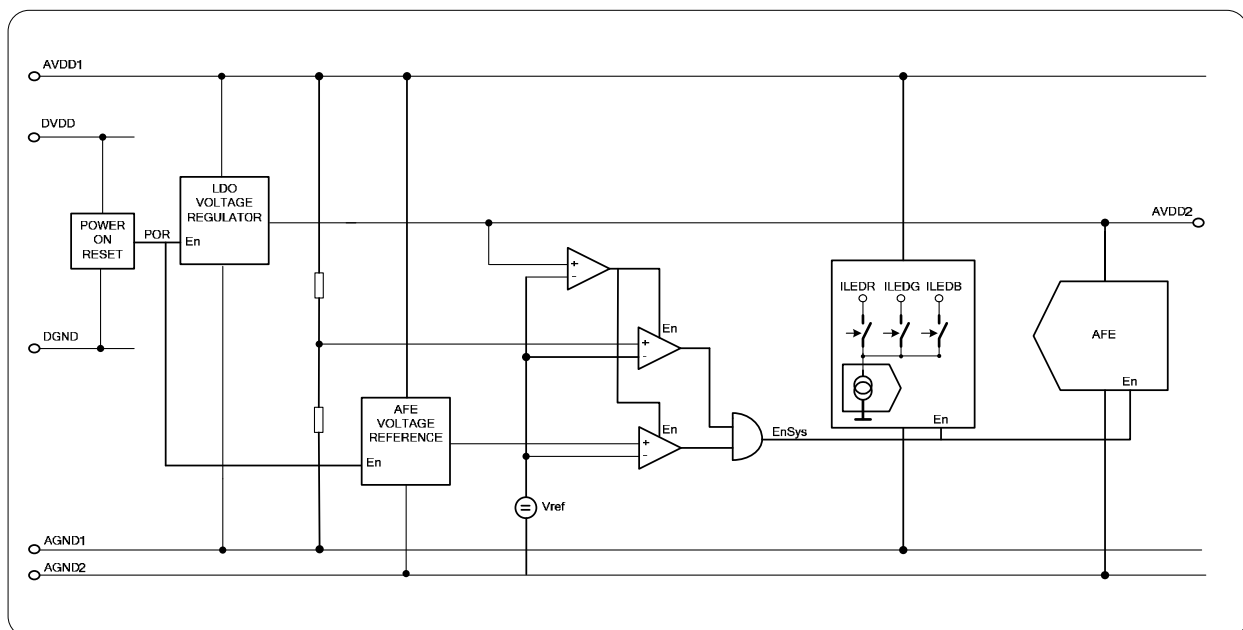 AVDD1
DVDD
LDO
VOLTAGE
REGULATOR
En
POWER
ON
RESET
POR
AVDD2
+
-
En
+
-
En
+
-
ILEDR ILEDG ILEDB
En
AFE
En
DGND
AFE
VOLTAGE
REFERENCE
En
EnSys
=
Vref
AGND1
AGND2